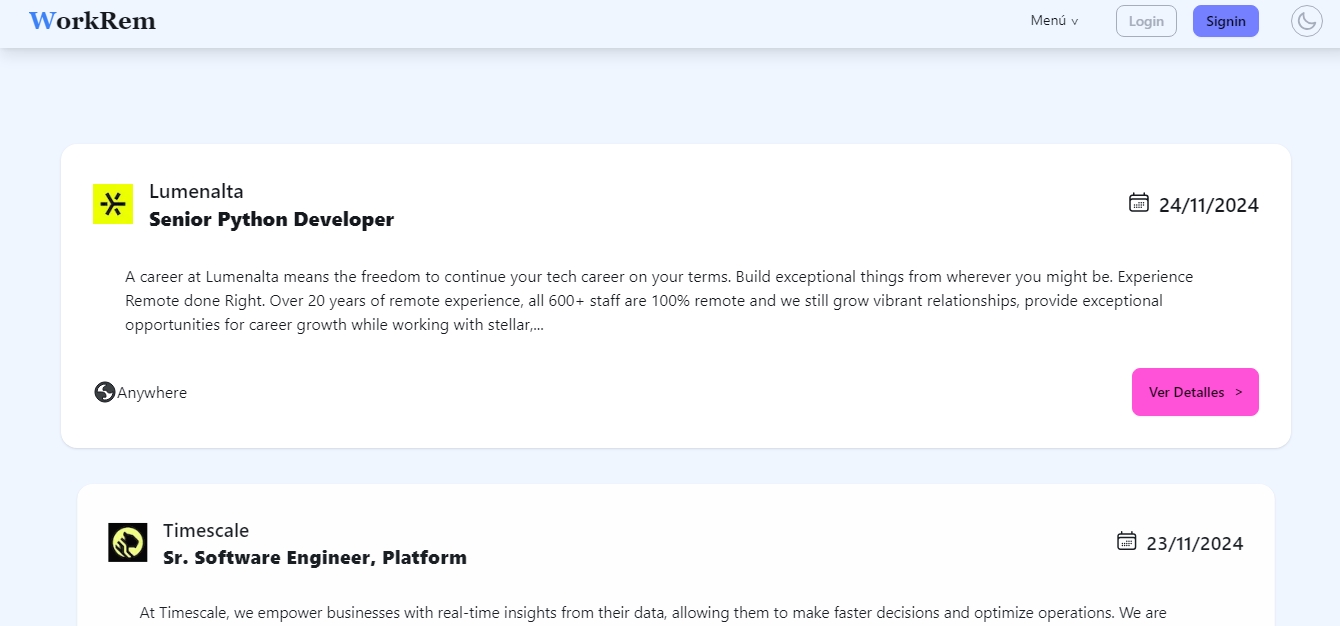 WorkRem
Menú v
Login
Signin
Lumenalta
Senior Python Developer
24/11/2024
A career at Lumenalta means the freedom to continue your tech career on your terms. Build exceptional things from wherever you might be. Experience
Remote done Right. Over 20 years of remote experience, all 600+ staff are 100% remote and we still grow vibrant relationships, provide exceptional
opportunities for career growth while working with stellar,...
Anywhere
Ver Detalles >
Timescale
Sr. Software Engineer, Platform
23/11/2024
At Timescale, we empower businesses with real-time insights from their data, allowing them to make faster decisions and optimize operations. We are